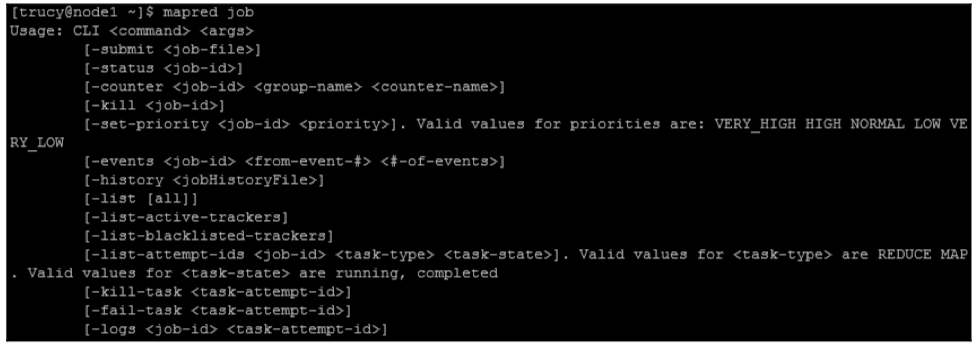 [trucy@node1 ~]$ mapred job
Usage: CLI <command> <args>
        [-submit <job-file>]
        [-status <job-id>]
        [-counter <job-id> <group-name> <counter-name>]
        [-kill <job-id>]
        [-set-priority <job-id> <priority>]. Valid values for priorities are: VERY_HIGH HIGH NORMAL LOW VE
RY_LOW
        [-events <job-id> <from-event-#> <#-of-events>]
        [-history <jobHistoryFile>]
        [-list [all]]
        [-list-active-trackers]
        [-list-blacklisted-trackers]
        [-list-attempt-ids <job-id> <task-type> <task-state>]. Valid values for <task-type> are REDUCE MAP
. Valid values for <task-state> are running, completed
        [-kill-task <task-attempt-id>]
        [-fail-task <task-attempt-id>]
        [-logs <job-id> <task-attempt-id>]